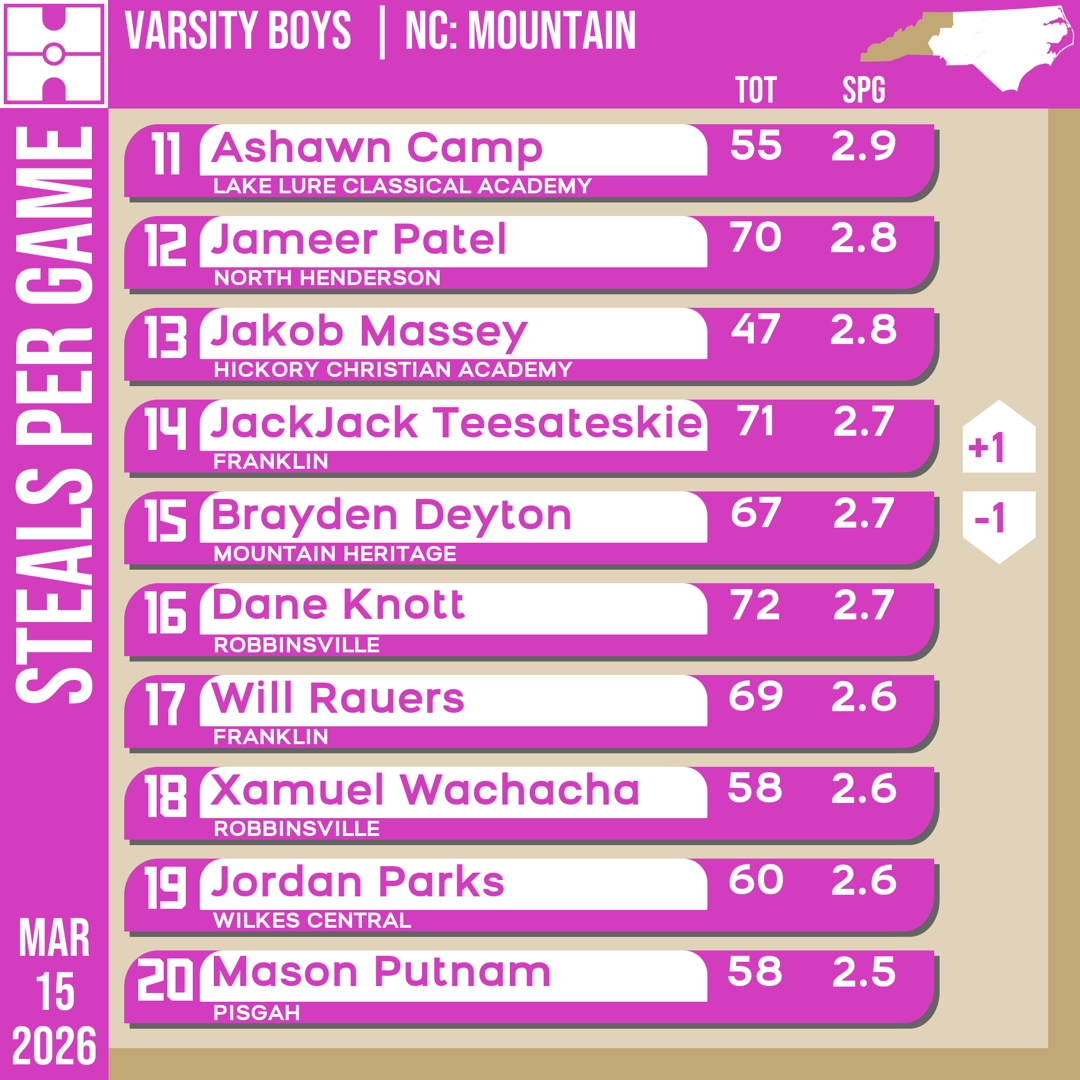 VARSITY BOYS | NC: MOUNTAIN
TOT SPG
STEALS PER GAME
11 Ashawn Camp 55 2.9
LAKE LURE CLASSICAL ACADEMY
12 Jameer Patel 70 2.8
NORTH HENDERSON
13 Jakob Massey 47 2.8
HICKORY CHRISTIAN ACADEMY
14 JackJack Teesateskie 71 2.7 +1
FRANKLIN
15 Brayden Deyton 67 2.7 -1
MOUNTAIN HERITAGE
16 Dane Knott 72 2.7
ROBBINSVILLE
17 Will Rauers 69 2.6
FRANKLIN
18 Xamuel Wachacha 58 2.6
ROBBINSVILLE
19 Jordan Parks 60 2.6
WILKES CENTRAL
20 Mason Putnam 58 2.5
PISGAH
MAR
15
2026